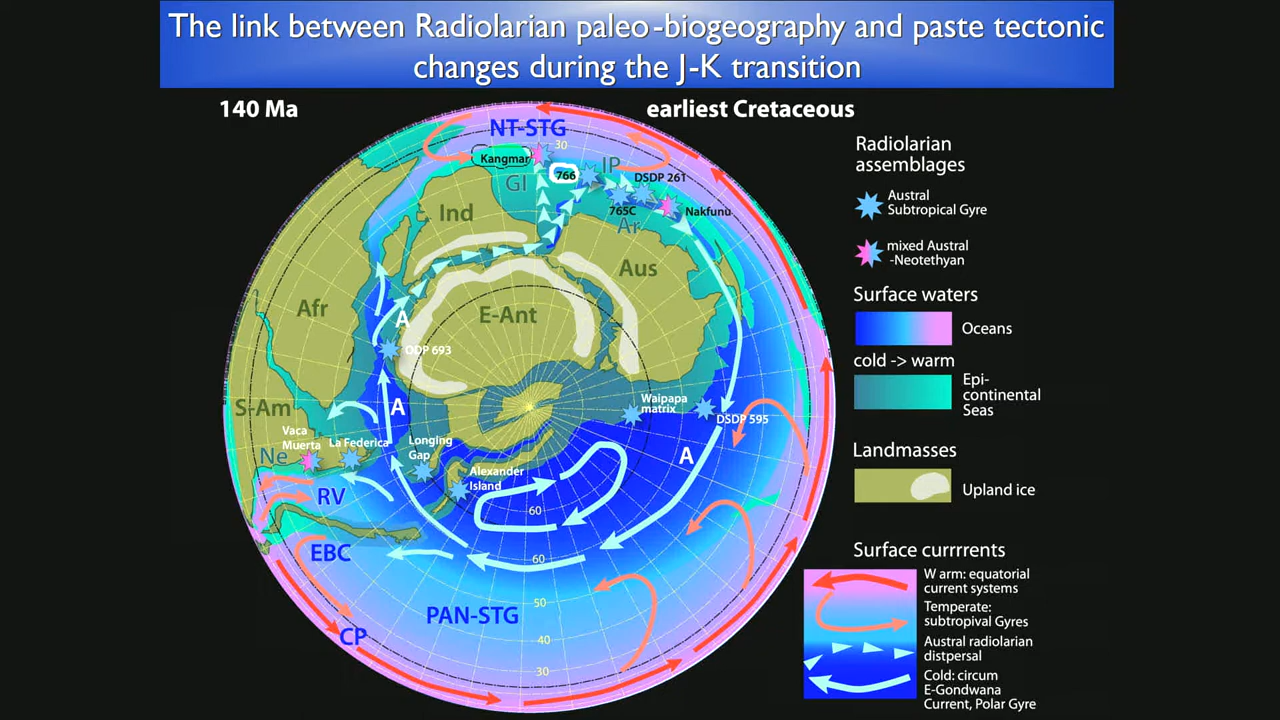 The link between Radiolarian paleo-biogeography and paste tectonic
changes during the J-K transition
140 Ma
earliest Cretaceous
NT-STG
30
Kangmar
766
IP
DSDP 261
GI
765C
Nakfunu
Ind
Ar
Aus
Afr
E-Ant
A
ODP 693
S-Am
A
Waipapa
matrix
DSDP 595
Vaca
Muerta
La Federica
Longing
Gap
Ne
A
Alexander
Island
RV
60
EBC
60
50
PAN-STG
CP
40
30
Radiolarian
assemblages
Austral
Subtropical Gyre
mixed Austral
-Neotethyan
Surface waters
Oceans
cold -> warm
Epi-
continental
Seas
Landmasses
Upland ice
Surface currrents
W arm: equatorial
current systems
Temperate:
subtropival Gyres
Austral radiolarian
distpersal
Cold: circum
E-Gondwana
Current, Polar Gyre